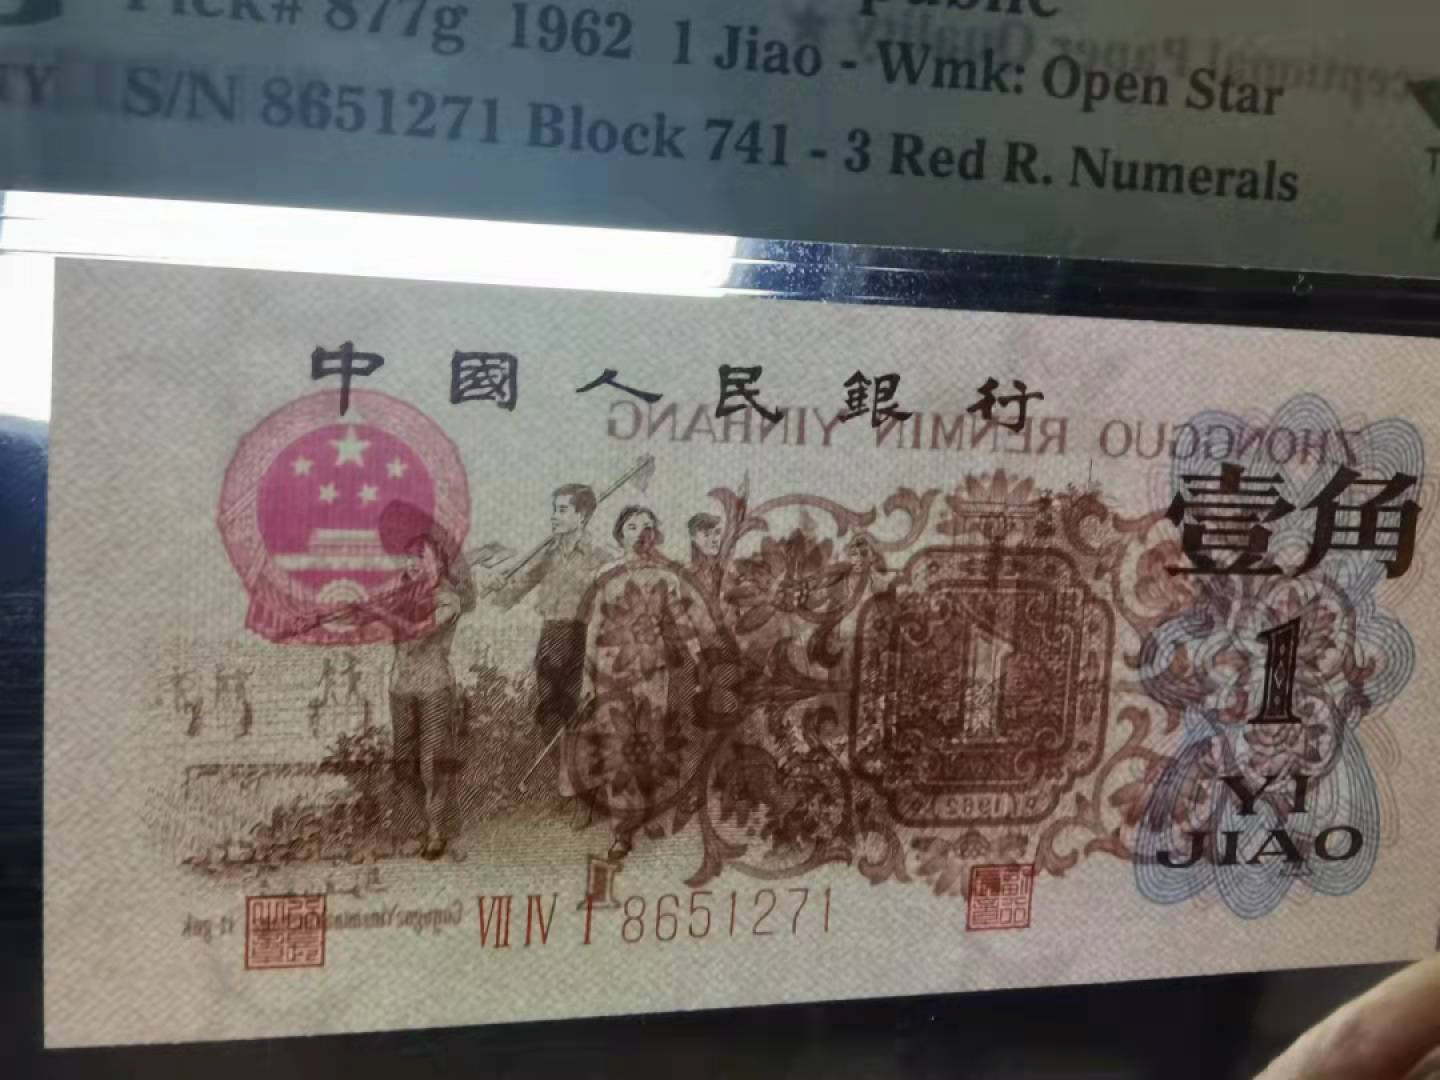 Pick# 877g 1962 1 Jiao - Wmk: Open Star
S/N 8651271 Block 741 - 3 Red R. Numerals
中國人民銀行
ZHONGGUO RENMIN YINHANG
壹角
1
YI
JIAO
1962
VII IV I 8651271